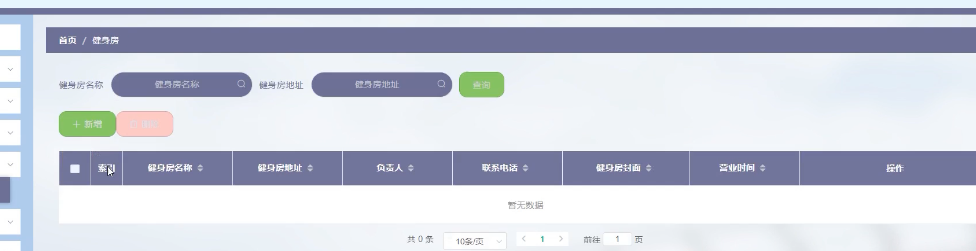 首页 / 健身房
健身房名称 健身房名称 健身房地址 健身房地址 查询
+ 新增 删除
索引 健身房名称 健身房地址 负责人 联系电话 健身房封面 营业时间 操作
暂无数据
共 0 条 10条/页 < 1 > 前往 1 页